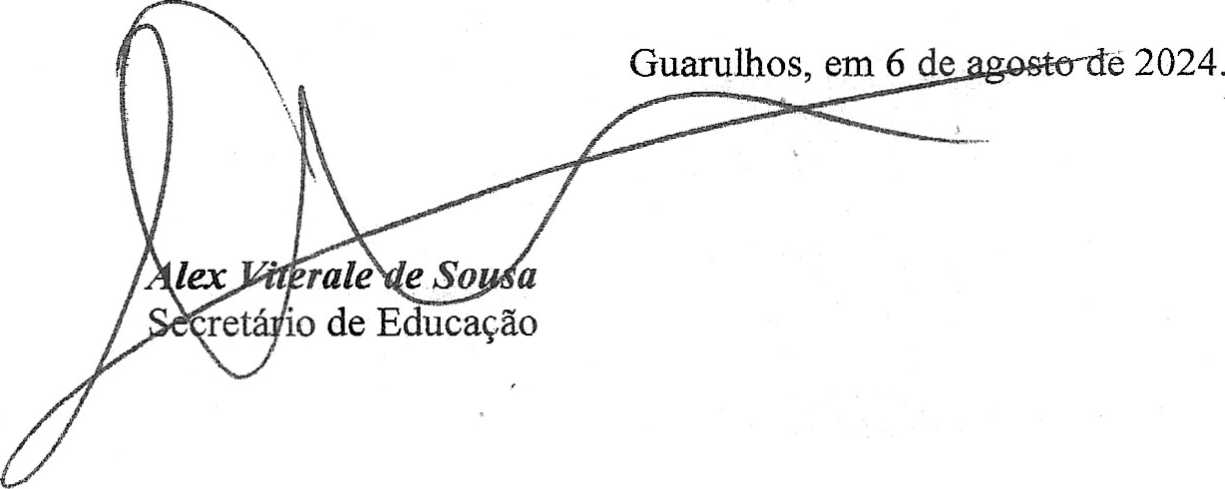 Guarulhos, em 6 de agosto de 2024.
Alex Viterale de Sousa
Secretário de Educação